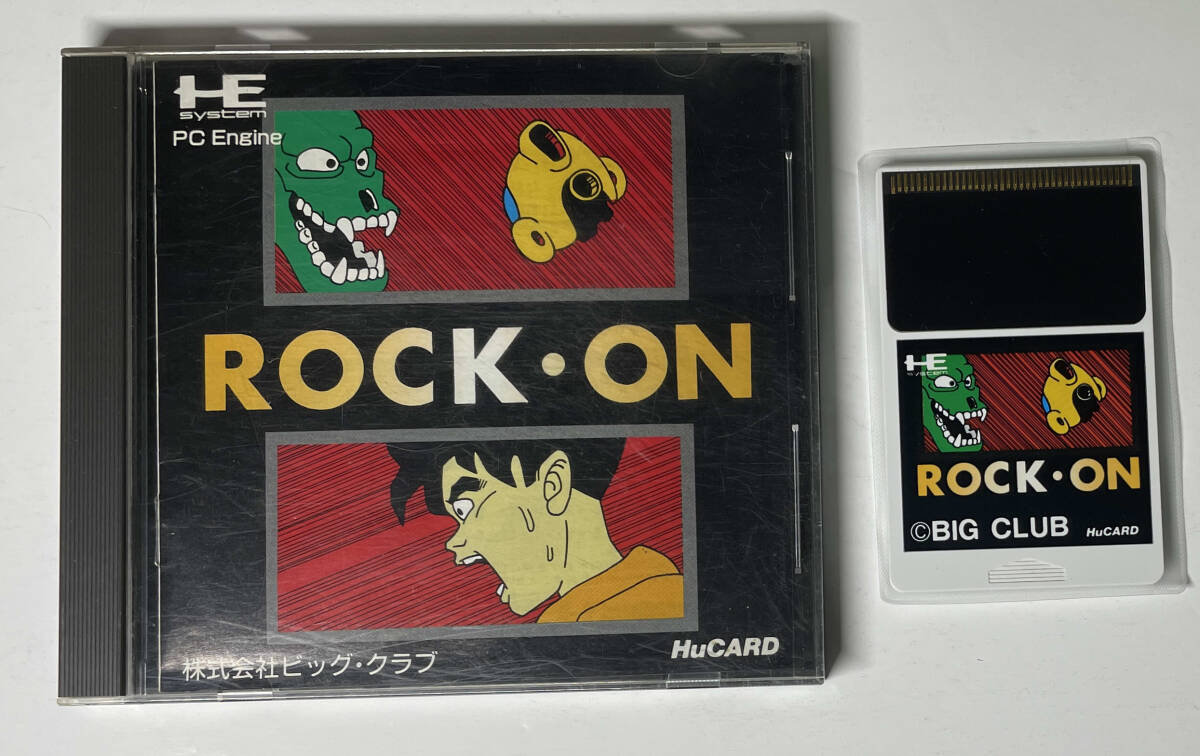 HE
system
PC Engine
ROCK・ON
株式会社ビッグ・クラブ
HuCARD
HE
system
ROCK・ON
©BIG CLUB
HuCARD